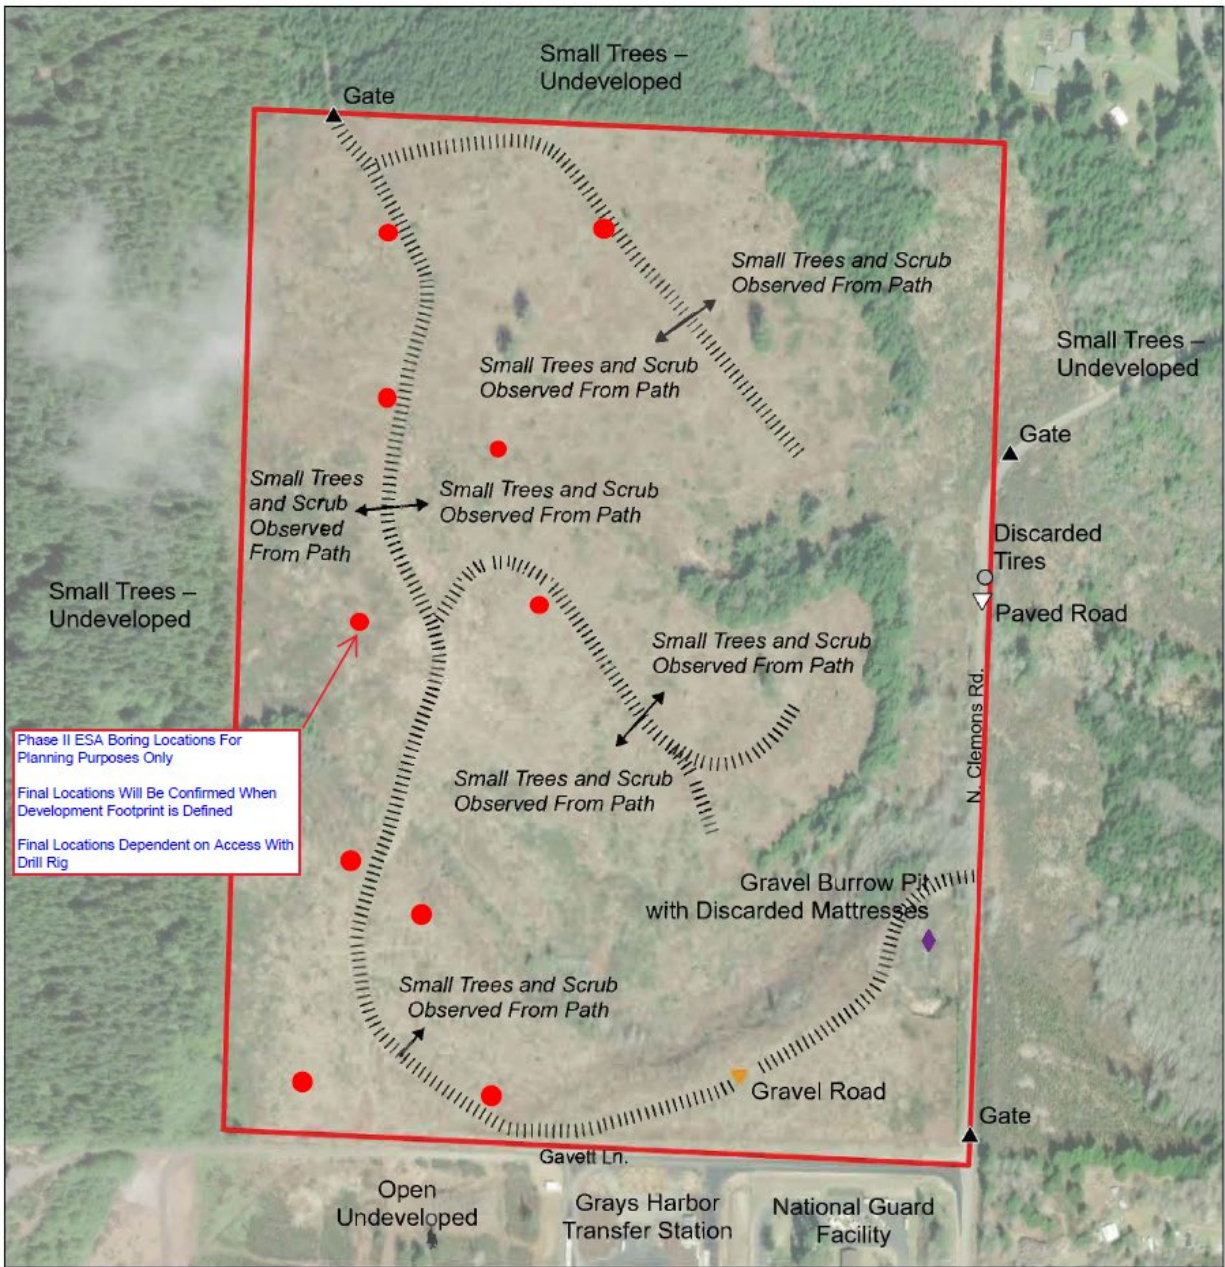 Small Trees –
Undeveloped
Gate
Small Trees and Scrub
Observed From Path
Small Trees –
Undeveloped
Small Trees and Scrub
Observed From Path
Gate
Small Trees
and Scrub
Observed
From Path
Small Trees and Scrub
Observed From Path
Discarded
Tires
Small Trees –
Undeveloped
Paved Road
Small Trees and Scrub
Observed From Path
N. Clemons Rd.
Phase II ESA Boring Locations For
Planning Purposes Only
Final Locations Will Be Confirmed When
Development Footprint is Defined
Final Locations Dependent on Access With
Drill Rig
Small Trees and Scrub
Observed From Path
Gravel Burrow Pit
with Discarded Mattresses
Small Trees and Scrub
Observed From Path
Gravel Road
Gate
Gavett Ln.
Open
Undeveloped
Grays Harbor
Transfer Station
National Guard
Facility